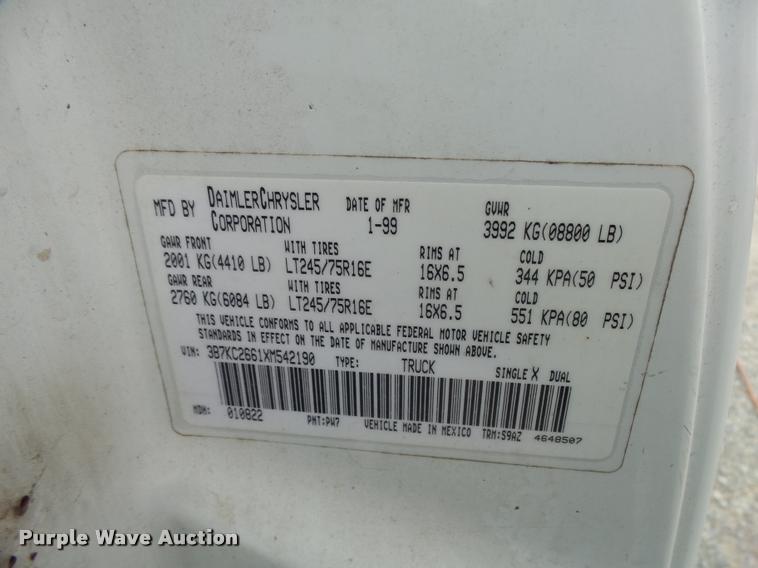 MFD BY DAIMLERCHRYSLER CORPORATION DATE OF MFR 1-99 GVWR 3992 KG(08800 LB)
GAWR FRONT WITH TIRES RIMS AT COLD
2001 KG(4410 LB) LT245/75R16E 16X6.5 344 KPA(50 PSI)
GAWR REAR WITH TIRES RIMS AT COLD
2760 KG(6084 LB) LT245/75R16E 16X6.5 551 KPA(80 PSI)
THIS VEHICLE CONFORMS TO ALL APPLICABLE FEDERAL MOTOR VEHICLE SAFETY
STANDARDS IN EFFECT ON THE DATE OF MANUFACTURE SHOWN ABOVE.
VIN: 3B7KC2661XM542190 TYPE: TRUCK SINGLE X DUAL
MDH: 010822 PNT:PW7 VEHICLE MADE IN MEXICO TRM:S9AZ 4648507
Purple Wave Auction